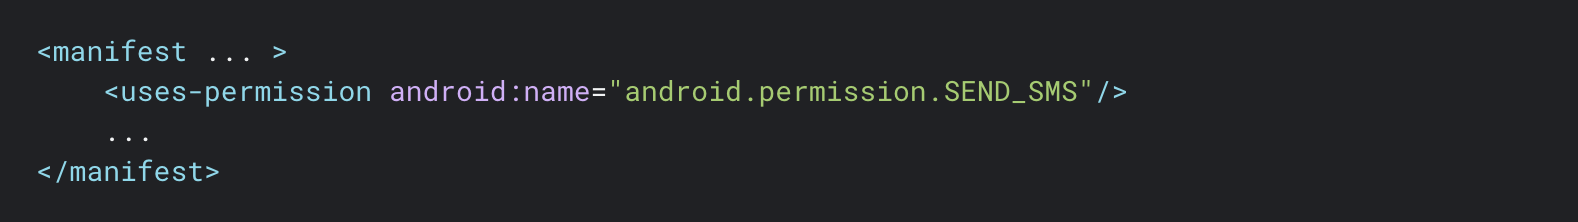 <manifest ... >
    <uses-permission android:name="android.permission.SEND_SMS"/>
    ...
</manifest>